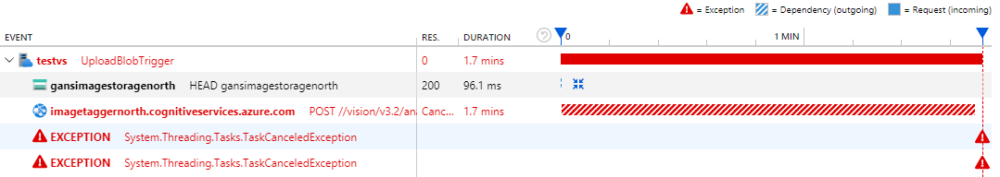 = Exception = Dependency (outgoing) = Request (incoming)
EVENT RES. DURATION 0 1 MIN
testvs UploadBlobTrigger 0 1.7 mins
gansimagestoragenorth HEAD gansimagestoragenorth 200 96.1 ms
imagetaggernorth.cognitiveservices.azure.com POST //vision/v3.2/ana Canc... 1.7 mins
EXCEPTION System.Threading.Tasks.TaskCanceledException
EXCEPTION System.Threading.Tasks.TaskCanceledException